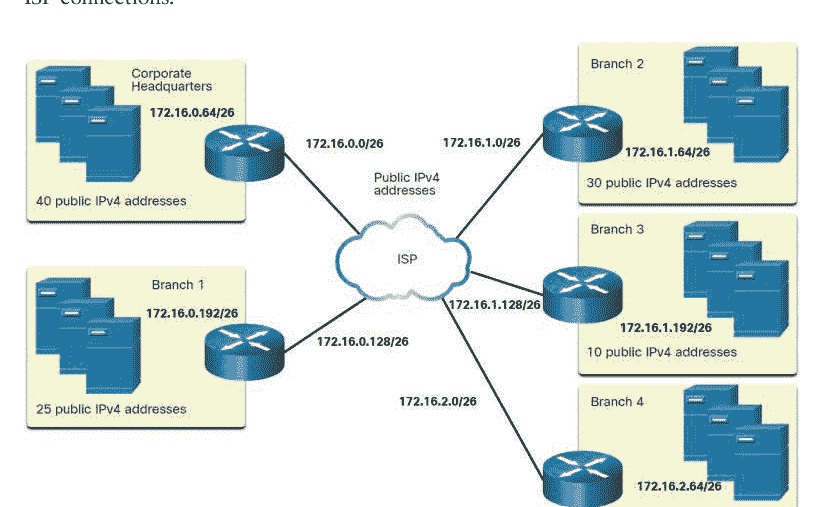 ISP connections.
Corporate
Headquarters
172.16.0.64/26
40 public IPv4 addresses
172.16.0.0/26
Branch 1
172.16.0.192/26
25 public IPv4 addresses
172.16.0.128/26
Public IPv4
addresses
ISP
172.16.1.0/26
Branch 2
172.16.1.64/26
30 public IPv4 addresses
172.16.1.128/26
Branch 3
172.16.1.192/26
10 public IPv4 addresses
172.16.2.0/26
Branch 4
172.16.2.64/26